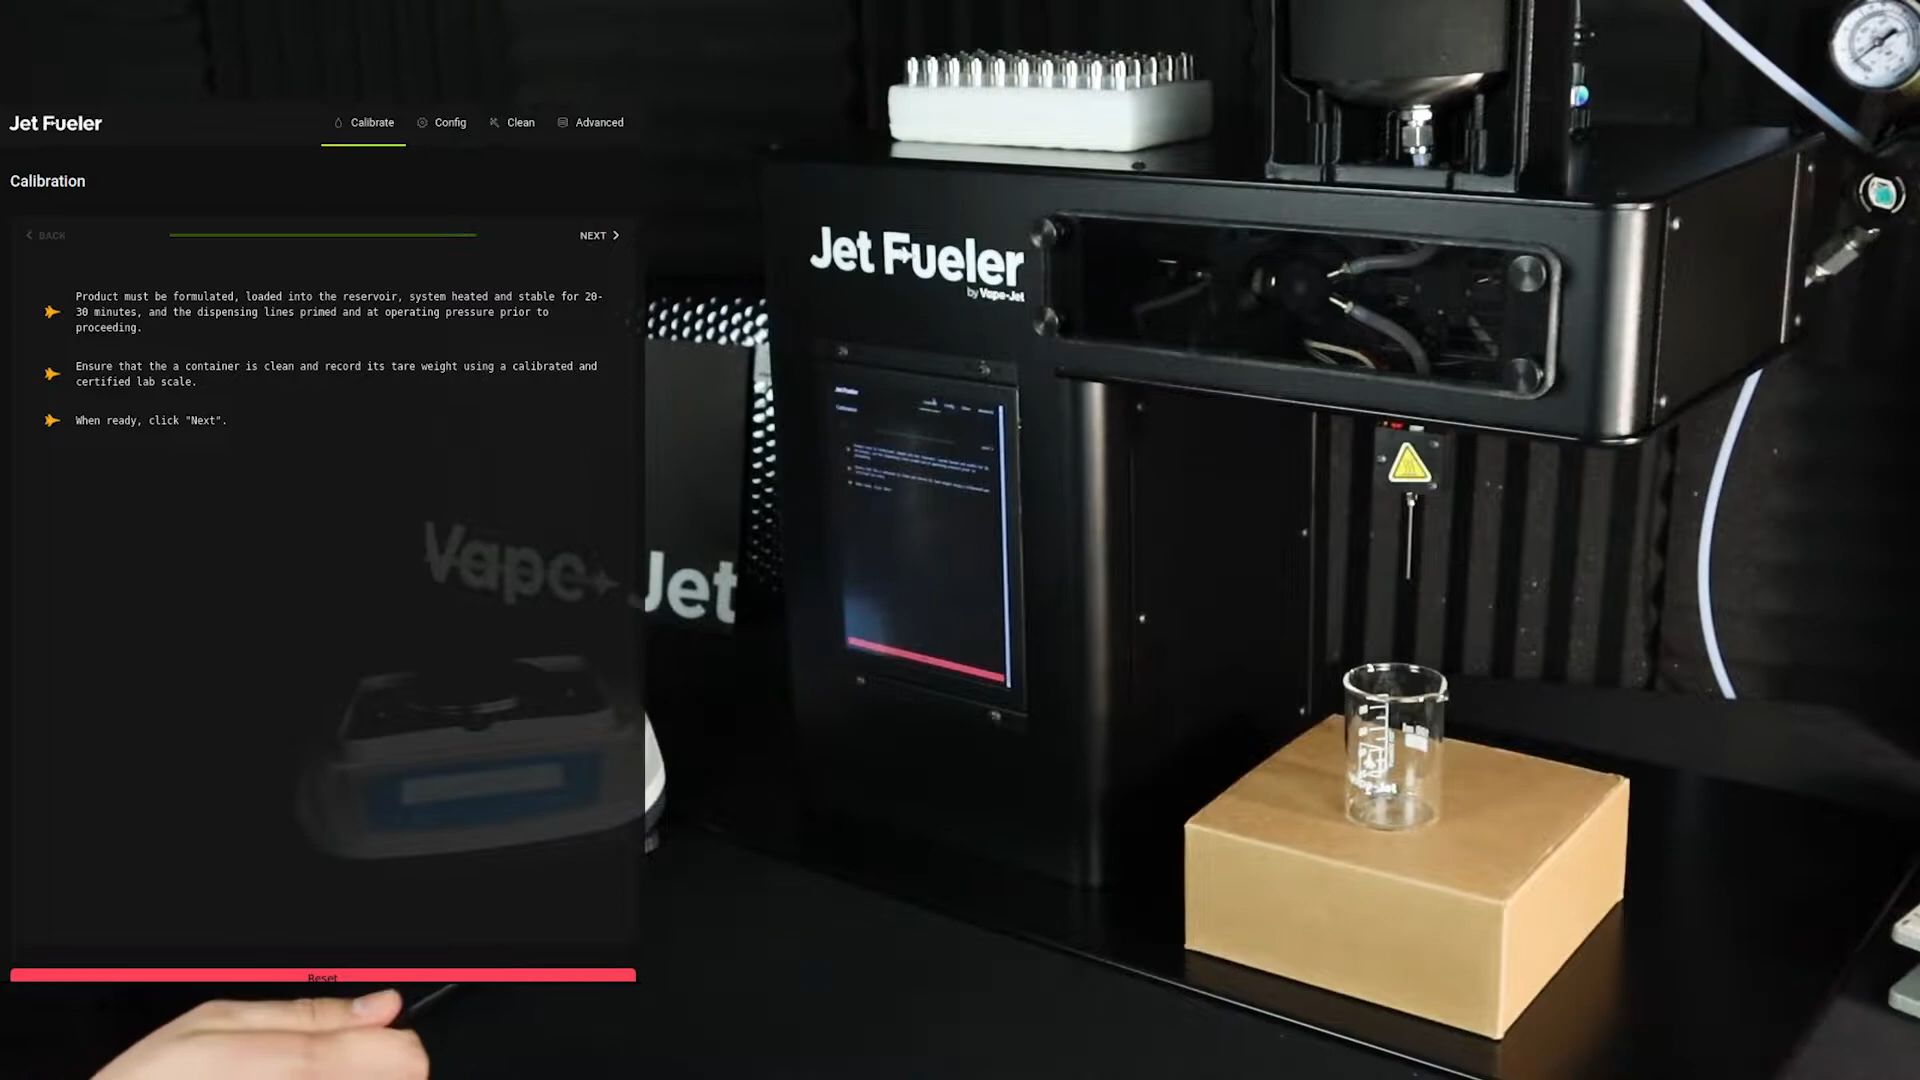 Jet Fueler
Calibrate
Config
Clean
Advanced
Calibration
BACK
NEXT
Product must be formulated, loaded into the reservoir, system heated and stable for 20-
30 minutes, and the dispensing lines primed and at operating pressure prior to
proceeding.
Ensure that the a container is clean and record its tare weight using a calibrated and
certified lab scale.
When ready, click "Next".
Reset
Vape Jet
Jet Fueler
by Vape-Jet